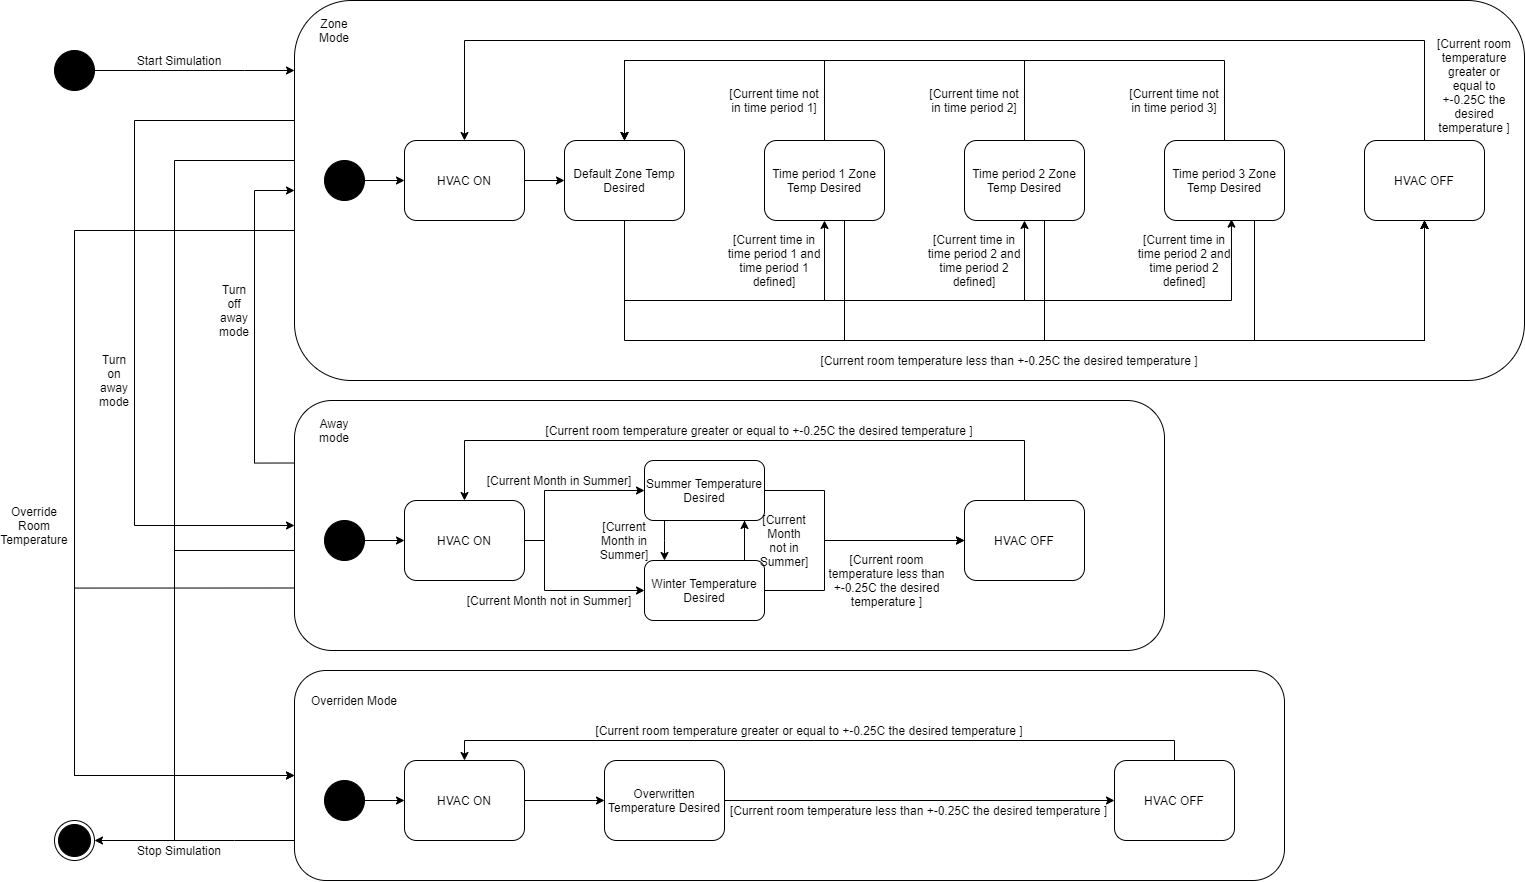 Zone
Mode
Start Simulation
[Current room
temperature
greater or
equal to
+-0.25C the
desired
temperature ]
[Current time not
in time period 1]
[Current time not
in time period 2]
[Current time not
in time period 3]
HVAC ON
Default Zone Temp
Desired
Time period 1 Zone
Temp Desired
Time period 2 Zone
Temp Desired
Time period 3 Zone
Temp Desired
HVAC OFF
[Current time in
time period 1 and
time period 1
defined]
[Current time in
time period 2 and
time period 2
defined]
[Current time in
time period 2 and
time period 2
defined]
[Current room temperature less than +-0.25C the desired temperature ]
Turn
off
away
mode
Turn
on
away
mode
Override
Room
Temperature
Away
mode
[Current room temperature greater or equal to +-0.25C the desired temperature ]
HVAC ON
[Current Month in Summer]
[Current Month not in Summer]
Summer Temperature
Desired
[Current
Month in
Summer]
[Current
Month
not in
Summer]
Winter Temperature
Desired
[Current room
temperature less than
+-0.25C the desired
temperature ]
HVAC OFF
Overriden Mode
[Current room temperature greater or equal to +-0.25C the desired temperature ]
HVAC ON
Overwritten
Temperature Desired
[Current room temperature less than +-0.25C the desired temperature ]
HVAC OFF
Stop Simulation